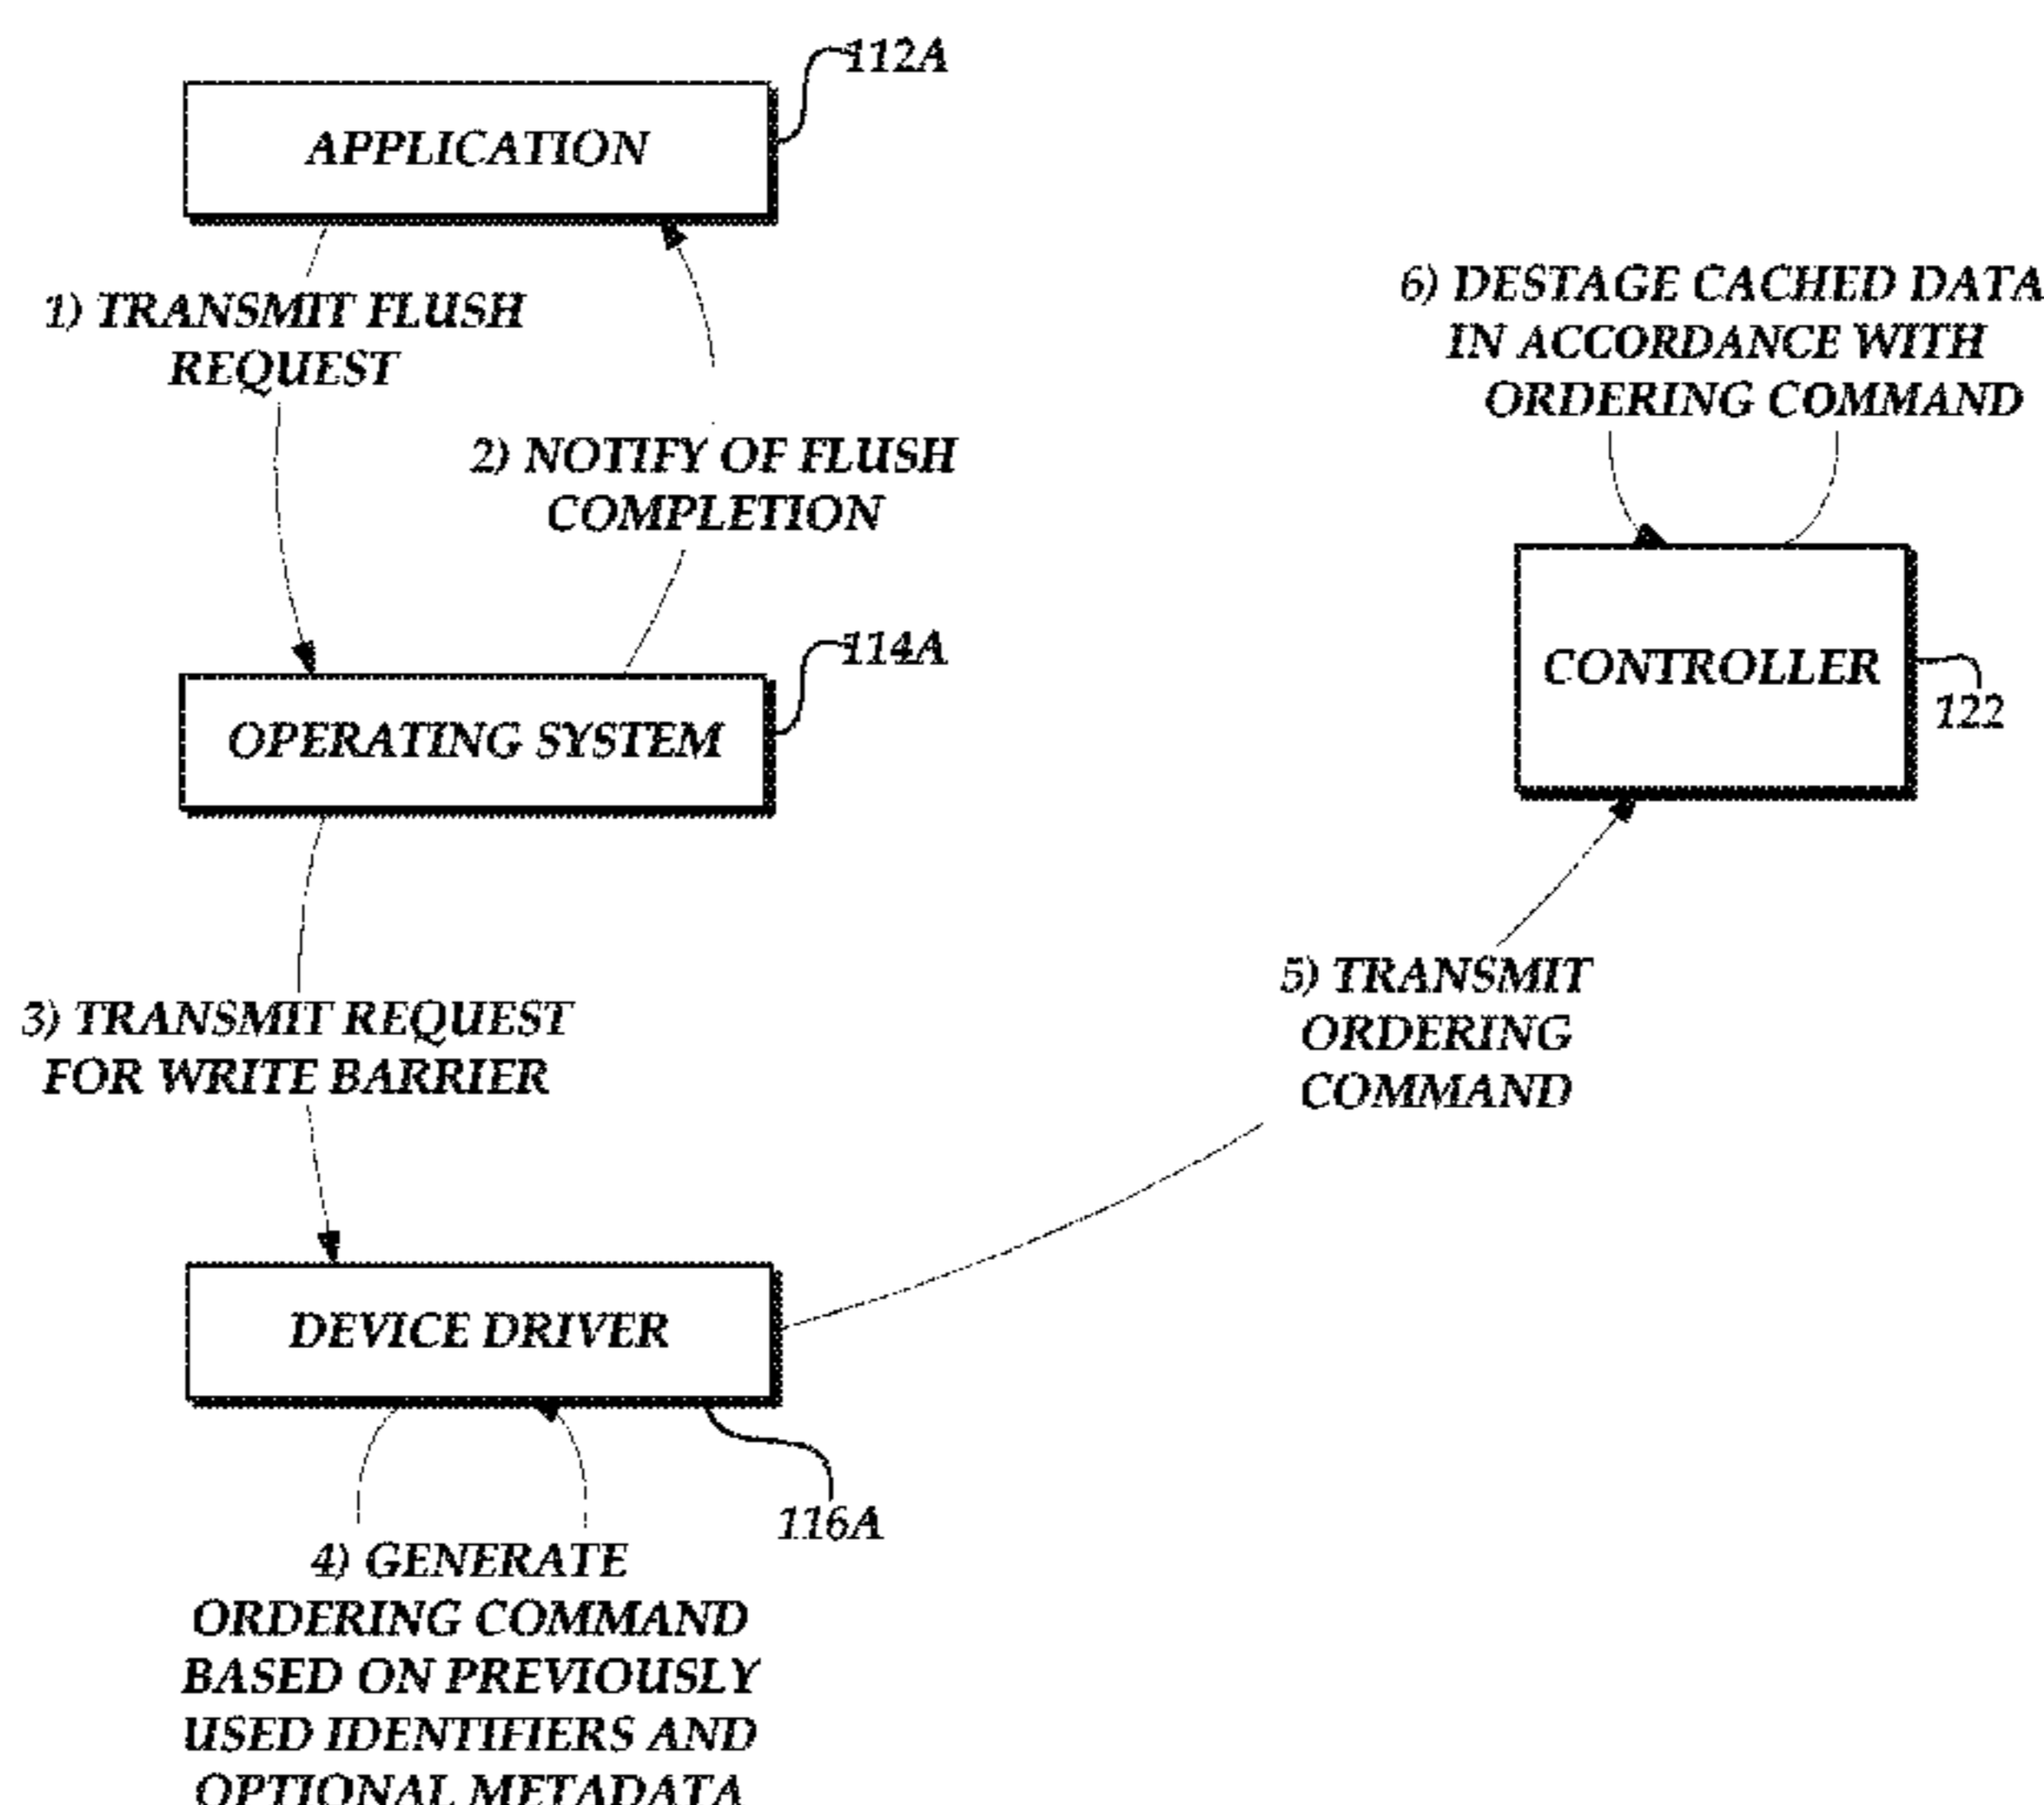 112A
APPLICATION
1) TRANSMIT FLUSH
REQUEST
2) NOTIFY OF FLUSH
COMPLETION
114A
OPERATING SYSTEM
3) TRANSMIT REQUEST
FOR WRITE BARRIER
DEVICE DRIVER
116A
4) GENERATE
ORDERING COMMAND
BASED ON PREVIOUSLY
USED IDENTIFIERS AND
OPTIONAL METADATA
5) TRANSMIT
ORDERING
COMMAND
6) DESTAGE CACHED DATA
IN ACCORDANCE WITH
ORDERING COMMAND
CONTROLLER
122